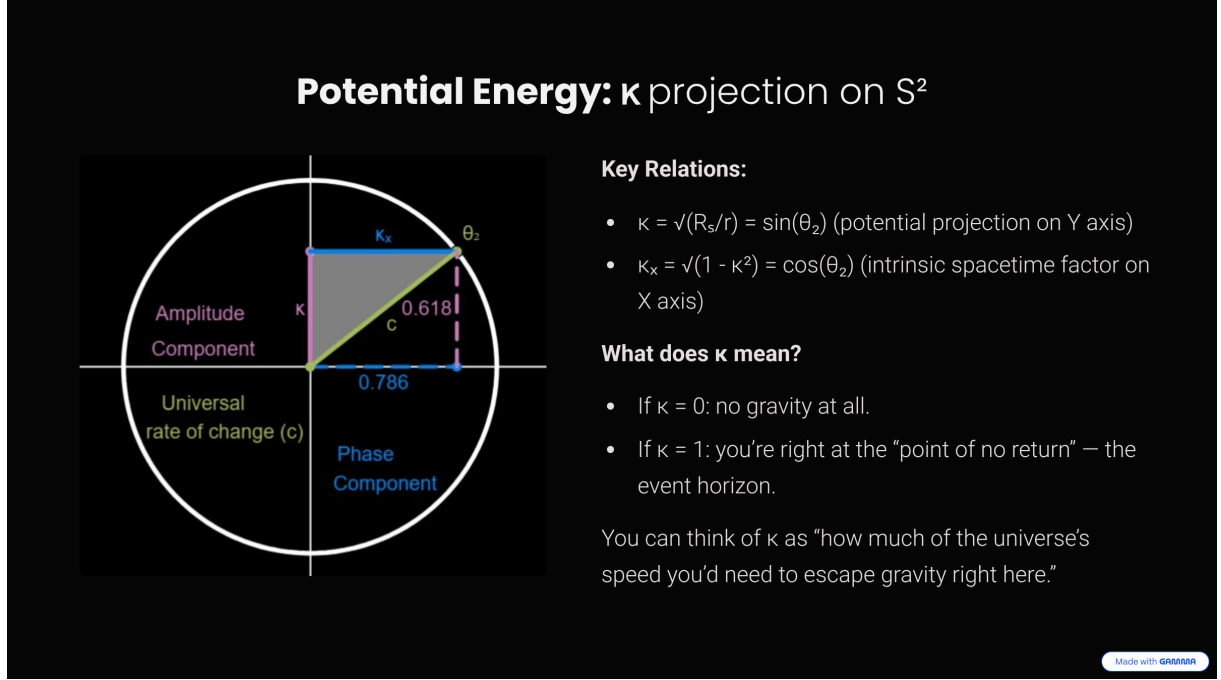 Potential Energy: κ projection on S²
κₓ
θ₂
κ
0.618
c
Amplitude
Component
0.786
Universal
rate of change (c)
Phase
Component
Key Relations:
• κ = √(Rₛ/r) = sin(θ₂) (potential projection on Y axis)
• κₓ = √(1 - κ²) = cos(θ₂) (intrinsic spacetime factor on
X axis)
What does κ mean?
• If κ = 0: no gravity at all.
• If κ = 1: you’re right at the “point of no return” — the
event horizon.
You can think of κ as “how much of the universe’s
speed you’d need to escape gravity right here.”
Made with GAMMA